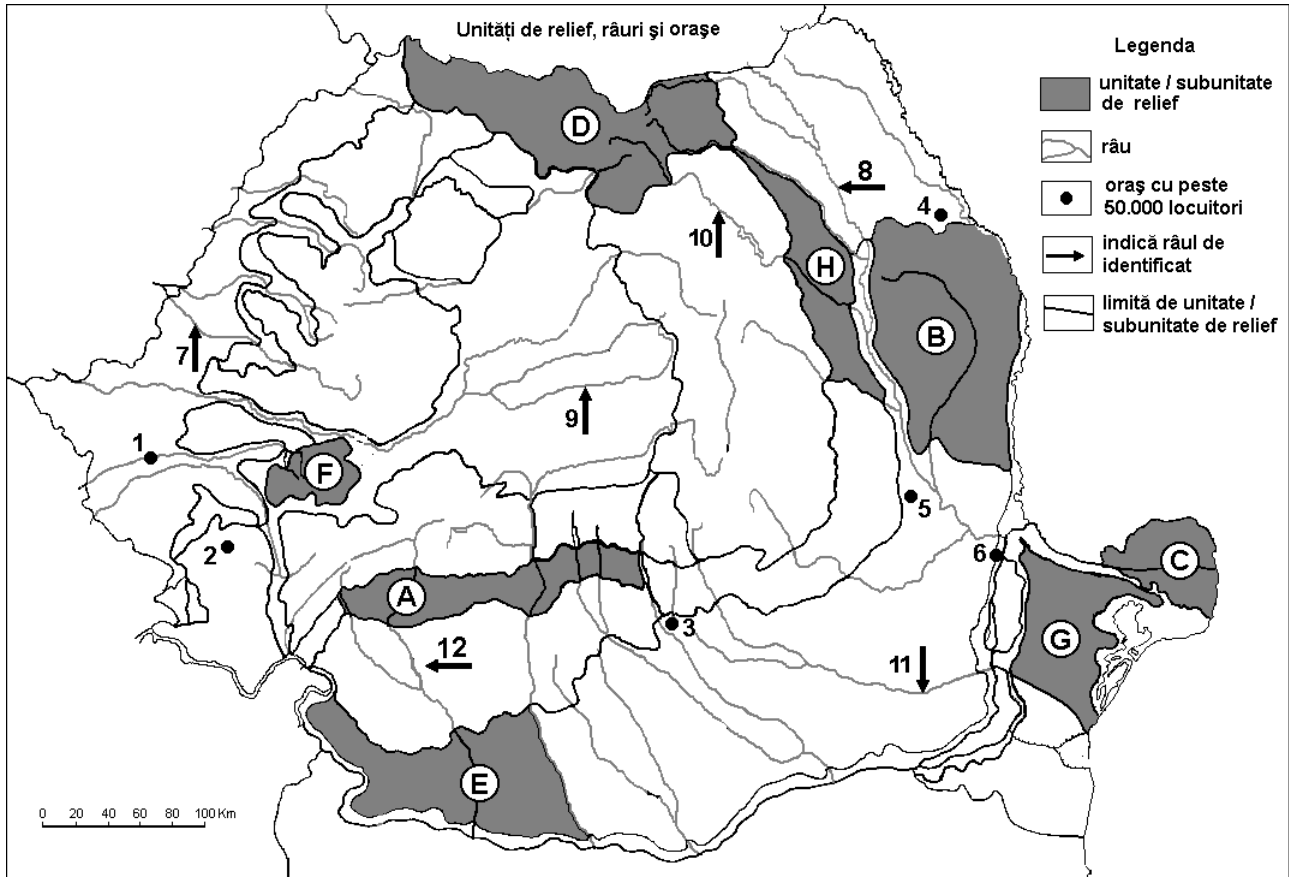 Unități de relief, râuri și orașe
Legenda
unitate / subunitate
de relief
râu
oraș cu peste
50.000 locuitori
indică râul de
identificat
limită de unitate /
subunitate de relief
D
8
4
10
H
B
7
9
1
F
5
2
6
C
A
3
G
12
11
E
0 20 40 60 80 100 Km